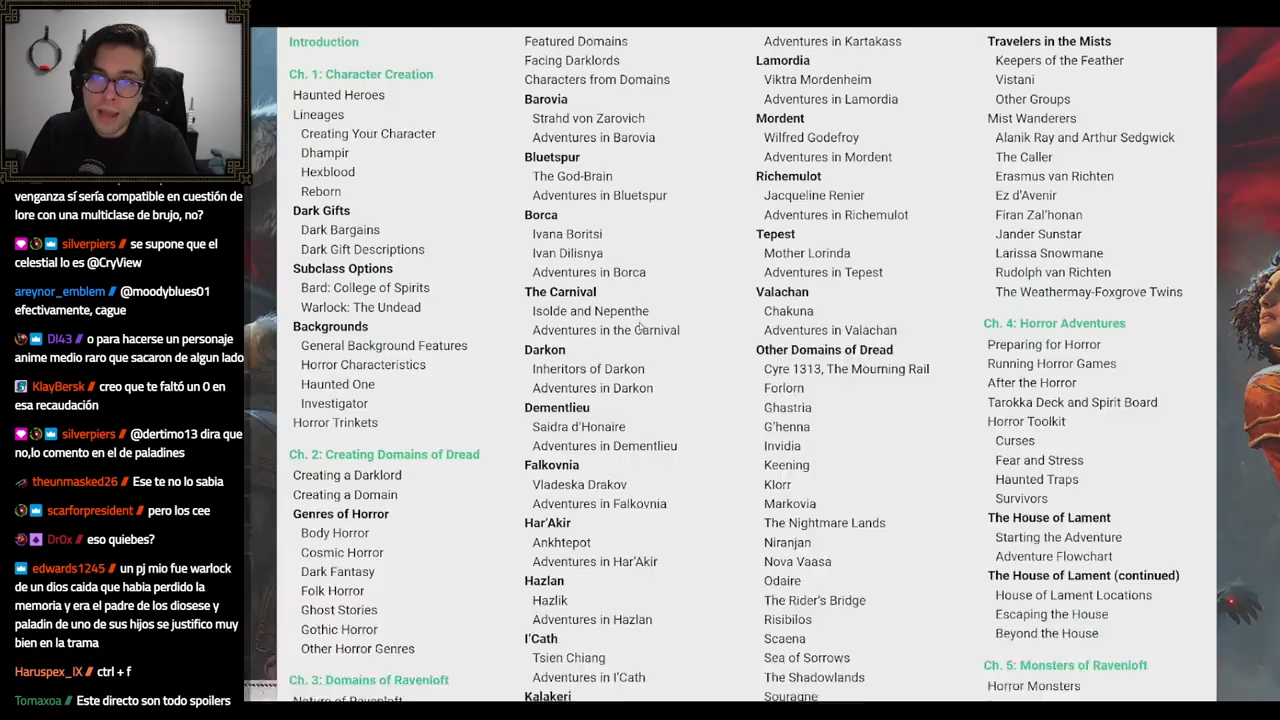 venganza sí sería compatible en cuestión de
lore con una multiclase de brujo, no?
silverpiers // se supone que el
celestial lo es @CryView
areynor_emblem // @moodyblues01
efectivamente, cague
Dl43 // o para hacerse un personaje
anime medio raro que sacaron de algun lado
KlayBersk // creo que te faltó un 0 en
esa recaudación
silverpiers // @dertimo13 dira que
no,lo comento en el de paladines
theunmasked26 // Ese te no lo sabia
scarforpresident // pero los cee
Dr0x // eso quiebes?
edwards1245 // un pj mio fue warlock
de un dios caida que habia perdido la
memoria y era el padre de los diosese y
paladin de uno de sus hijos se justifico muy
bien en la trama
Haruspex_IX // ctrl + f
Tomaxoa // Este directo son todo spoilers
Introduction
Ch. 1: Character Creation
Haunted Heroes
Lineages
Creating Your Character
Dhampir
Hexblood
Reborn
Dark Gifts
Dark Bargains
Dark Gift Descriptions
Subclass Options
Bard: College of Spirits
Warlock: The Undead
Backgrounds
General Background Features
Horror Characteristics
Haunted One
Investigator
Horror Trinkets
Ch. 2: Creating Domains of Dread
Creating a Darklord
Creating a Domain
Genres of Horror
Body Horror
Cosmic Horror
Dark Fantasy
Folk Horror
Ghost Stories
Gothic Horror
Other Horror Genres
Ch. 3: Domains of Ravenloft
Nature of Ravenloft
Featured Domains
Facing Darklords
Characters from Domains
Barovia
Strahd von Zarovich
Adventures in Barovia
Bluetspur
The God-Brain
Adventures in Bluetspur
Borca
Ivana Boritsi
Ivan Dilisnya
Adventures in Borca
The Carnival
Isolde and Nepenthe
Adventures in the Carnival
Darkon
Inheritors of Darkon
Adventures in Darkon
Dementlieu
Saidra d'Honaire
Adventures in Dementlieu
Falkovnia
Vladeska Drakov
Adventures in Falkovnia
Har'Akir
Ankhtepot
Adventures in Har'Akir
Hazlan
Hazlik
Adventures in Hazlan
I'Cath
Tsien Chiang
Adventures in I'Cath
Kalakeri
Adventures in Kartakass
Lamordia
Viktra Mordenheim
Adventures in Lamordia
Mordent
Wilfred Godefroy
Adventures in Mordent
Richemulot
Jacqueline Renier
Adventures in Richemulot
Tepest
Mother Lorinda
Adventures in Tepest
Valachan
Chakuna
Adventures in Valachan
Other Domains of Dread
Cyre 1313, The Mourning Rail
Forlorn
Ghastria
G'henna
Invidia
Keening
Klorr
Markovia
The Nightmare Lands
Niranjan
Nova Vaasa
Odaire
The Rider's Bridge
Risibilos
Scaena
Sea of Sorrows
The Shadowlands
Souragne
Travelers in the Mists
Keepers of the Feather
Vistani
Other Groups
Mist Wanderers
Alanik Ray and Arthur Sedgwick
The Caller
Erasmus van Richten
Ez d'Avenir
Firan Zal'honan
Jander Sunstar
Larissa Snowmane
Rudolph van Richten
The Weathermay-Foxgrove Twins
Ch. 4: Horror Adventures
Preparing for Horror
Running Horror Games
After the Horror
Tarokka Deck and Spirit Board
Horror Toolkit
Curses
Fear and Stress
Haunted Traps
Survivors
The House of Lament
Starting the Adventure
Adventure Flowchart
The House of Lament (continued)
House of Lament Locations
Escaping the House
Beyond the House
Ch. 5: Monsters of Ravenloft
Horror Monsters